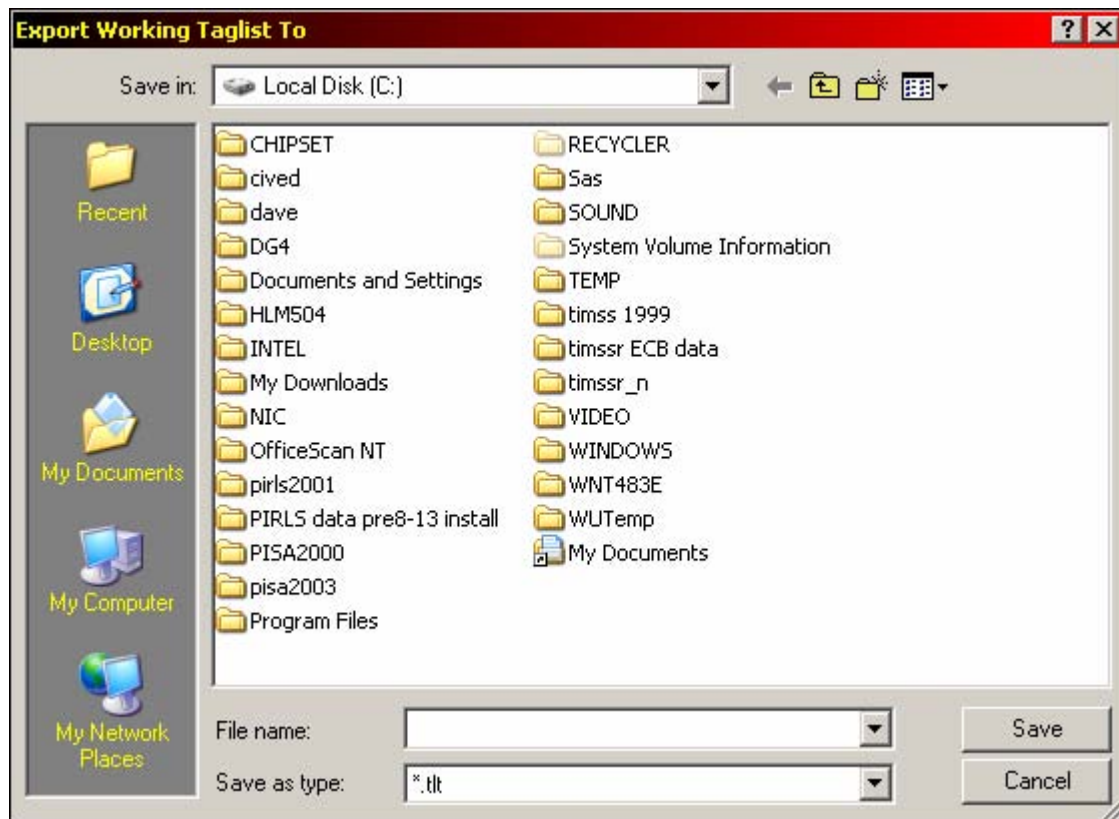 Export Working Taglist To
Save in: Local Disk (C:)
Recent
Desktop
My Documents
My Computer
My Network
Places
CHIPSET
cived
dave
DG4
Documents and Settings
HLM504
INTEL
My Downloads
NIC
OfficeScan NT
pirls2001
PIRLS data pre8-13 install
PISA2000
pisa2003
Program Files
RECYCLER
Sas
SOUND
System Volume Information
TEMP
timss 1999
timssr ECB data
timssr_n
VIDEO
WINDOWS
WNT483E
WUTemp
My Documents
File name:
Save
Save as type: *.tlt
Cancel